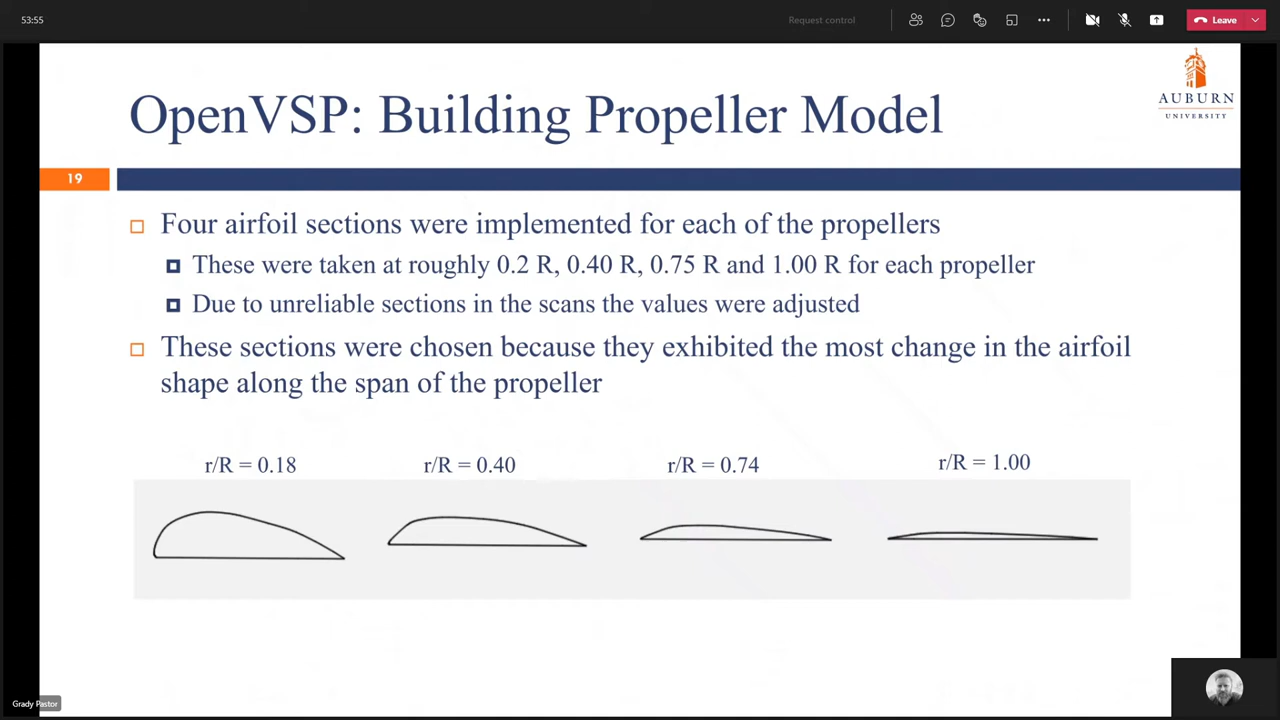 53:55
Request control
Leave
AUBURN
UNIVERSITY
OpenVSP: Building Propeller Model
19
Four airfoil sections were implemented for each of the propellers
These were taken at roughly 0.2 R, 0.40 R, 0.75 R and 1.00 R for each propeller
Due to unreliable sections in the scans the values were adjusted
These sections were chosen because they exhibited the most change in the airfoil
shape along the span of the propeller
r/R = 0.18
r/R = 0.40
r/R = 0.74
r/R = 1.00
Grady Pastor